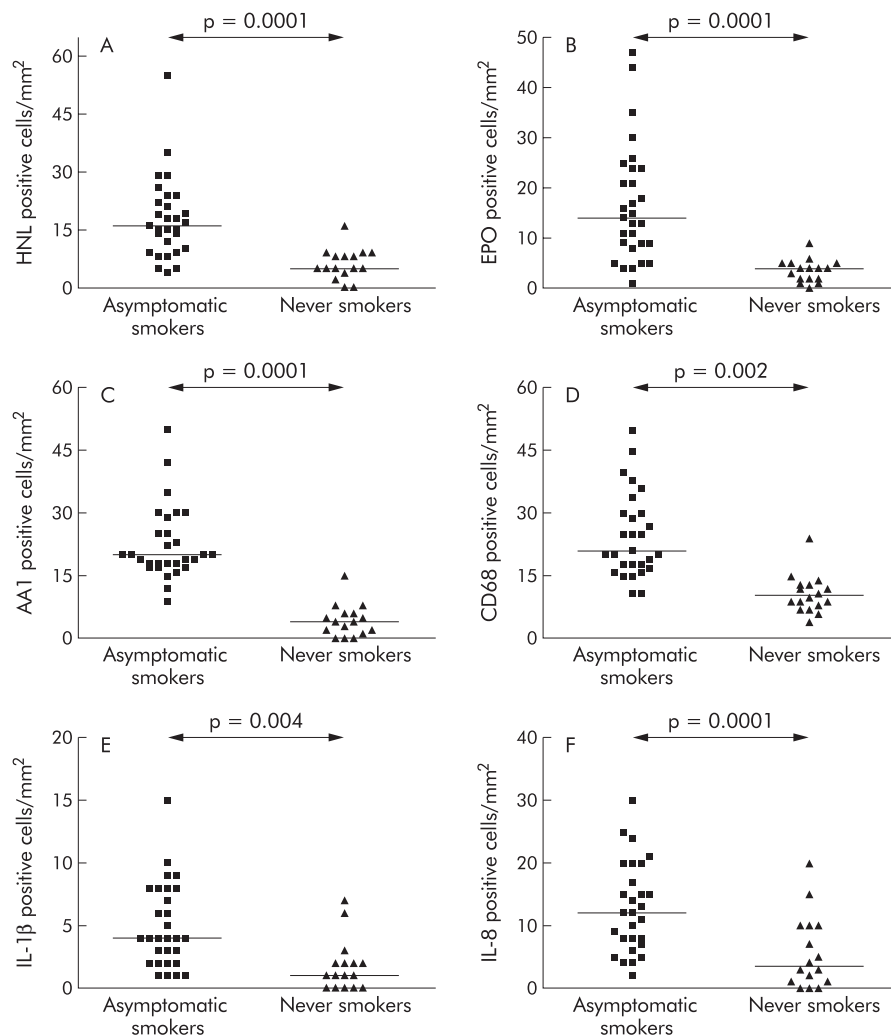 p = 0.0001
A
HNL positive cells/mm²
60
45
30
15
0
Asymptomatic
smokers
Never smokers
p = 0.0001
B
EPO positive cells/mm²
50
40
30
20
10
0
Asymptomatic
smokers
Never smokers
p = 0.0001
C
AA1 positive cells/mm²
60
45
30
15
0
Asymptomatic
smokers
Never smokers
p = 0.002
D
CD68 positive cells/mm²
60
45
30
15
0
Asymptomatic
smokers
Never smokers
p = 0.004
E
IL-1β positive cells/mm²
20
15
10
5
0
Asymptomatic
smokers
Never smokers
p = 0.0001
F
IL-8 positive cells/mm²
40
30
20
10
0
Asymptomatic
smokers
Never smokers